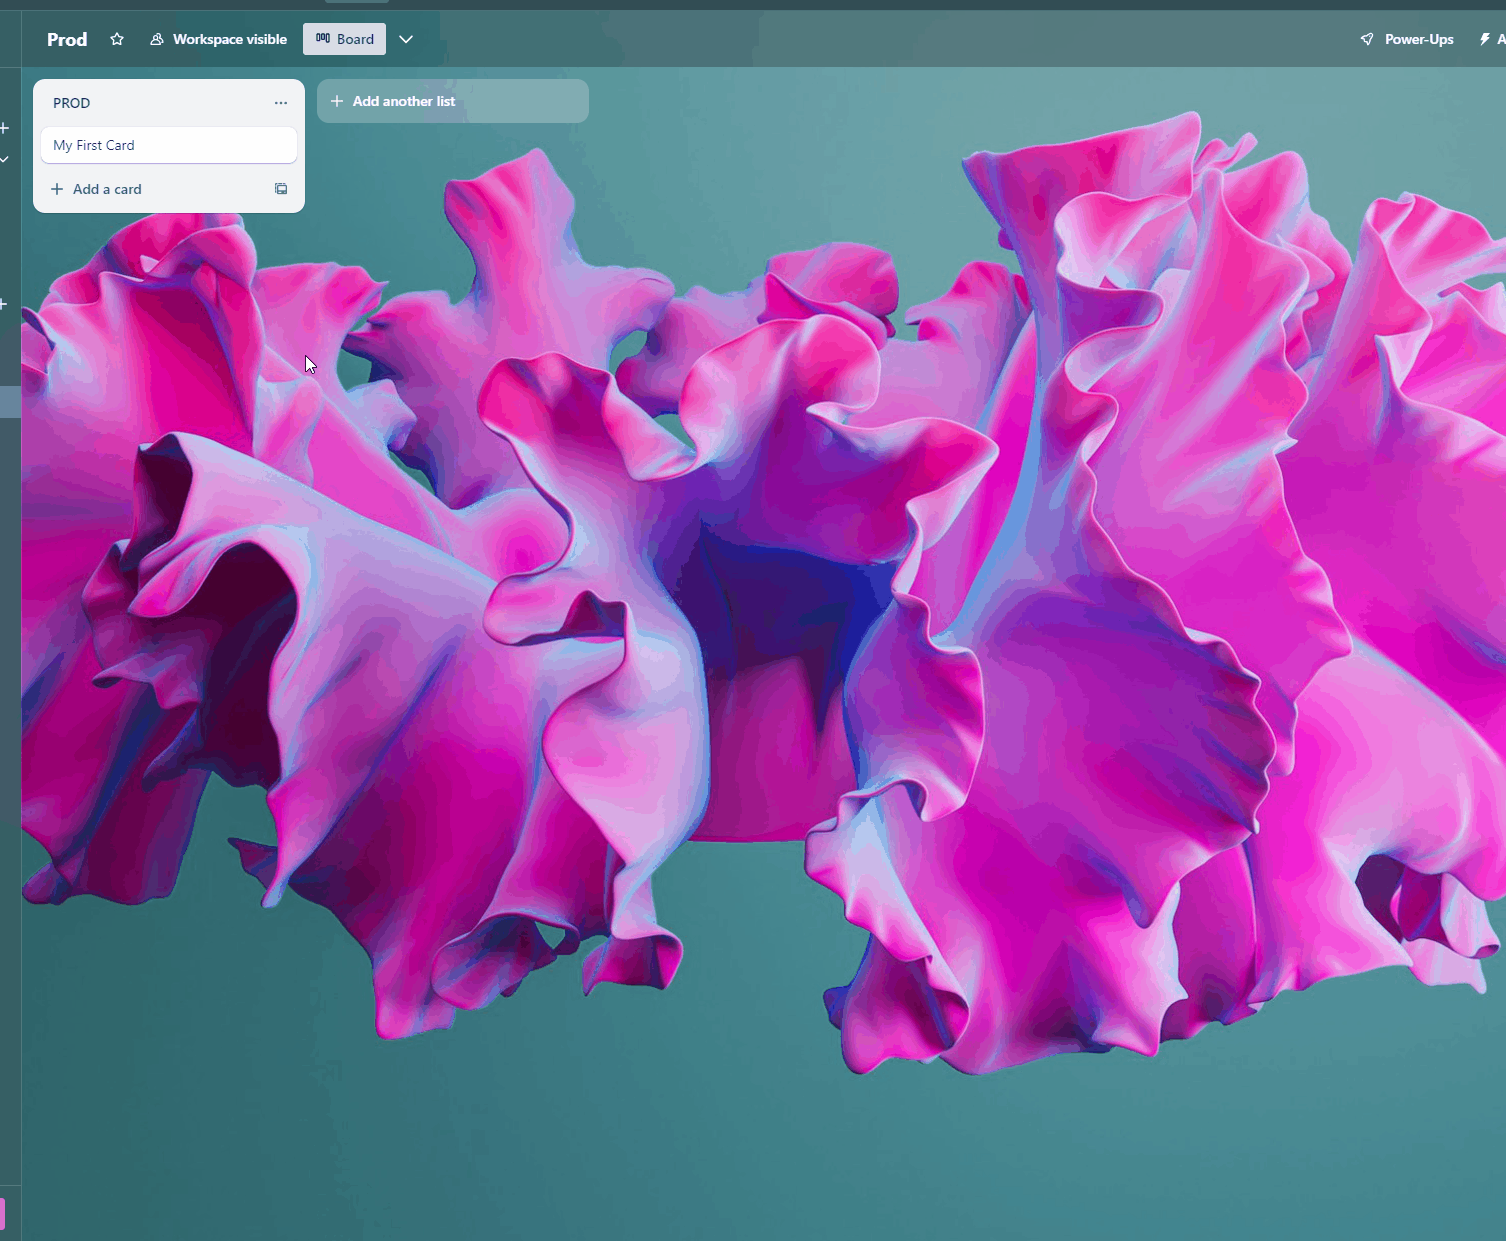 Prod
Workspace visible
Board
Power-Ups
PROD
Add another list
My First Card
Add a card